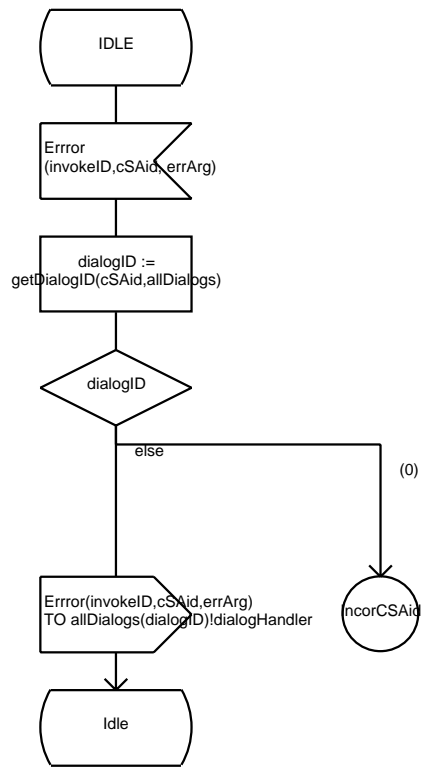 IDLE
Errror
(invokeID,cSAid, errArg)
dialogID :=
getDialogID(cSAid,allDialogs)
dialogID
else
(0)
Errror(invokeID,cSAid,errArg)
TO allDialogs(dialogID)!dialogHandler
IncorCSAid
Idle